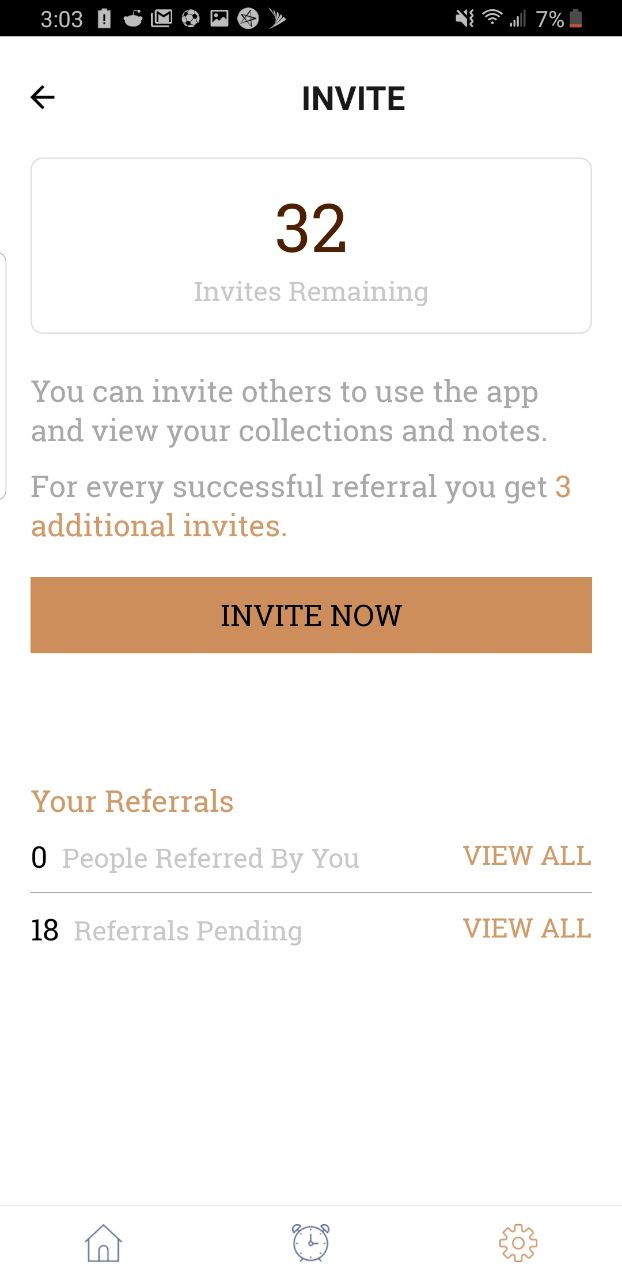 3:03 7%
INVITE
32
Invites Remaining
You can invite others to use the app
and view your collections and notes.
For every successful referral you get 3
additional invites.
INVITE NOW
Your Referrals
0 People Referred By You VIEW ALL
18 Referrals Pending VIEW ALL